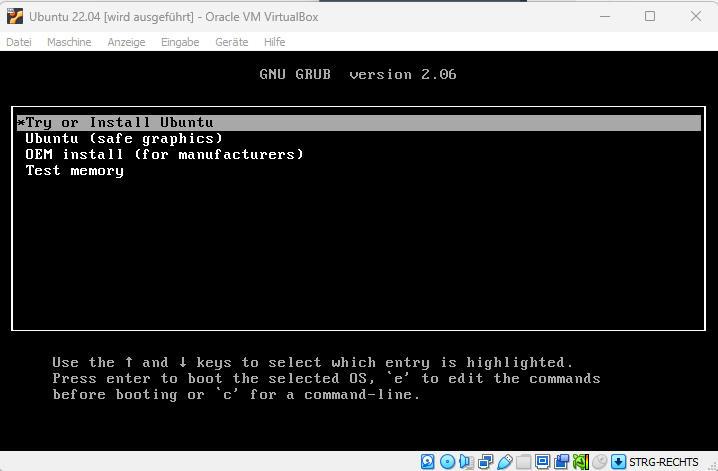 Ubuntu 22.04 [wird ausgeführt] - Oracle VM VirtualBox
Datei Maschine Anzeige Eingabe Geräte Hilfe
GNU GRUB version 2.06
*Try or Install Ubuntu
Ubuntu (safe graphics)
OEM install (for manufacturers)
Test memory
Use the ↑ and ↓ keys to select which entry is highlighted.
Press enter to boot the selected OS, `e' to edit the commands
before booting or `c' for a command-line.
STRG-RECHTS